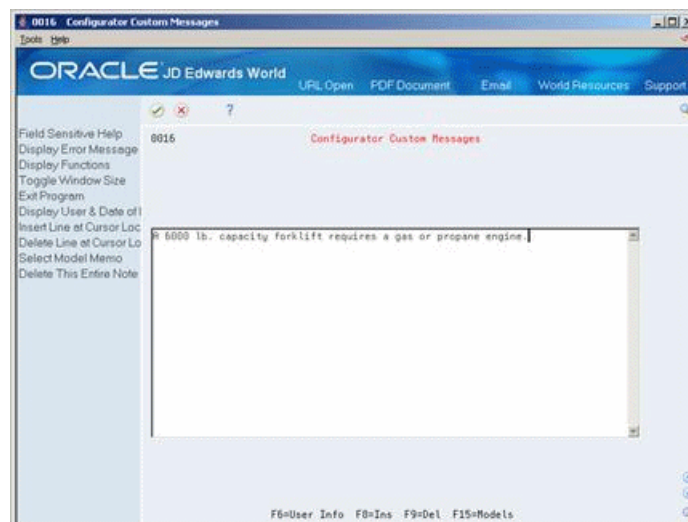 0016 Configurator Custom Messages
Tools Help
ORACLE JD Edwards World
URL Open PDF Document Email World Resources Support
?
Field Sensitive Help
Display Error Message
Display Functions
Toggle Window Size
Exit Program
Display User & Date of
Insert Line at Cursor Loc
Delete Line at Cursor Lo
Select Model Memo
Delete This Entire Note
0016 Configurator Custom Messages
A 6000 lb. capacity forklift requires a gas or propane engine.
F6=User Info F8=Ins F9=Del F15=Models